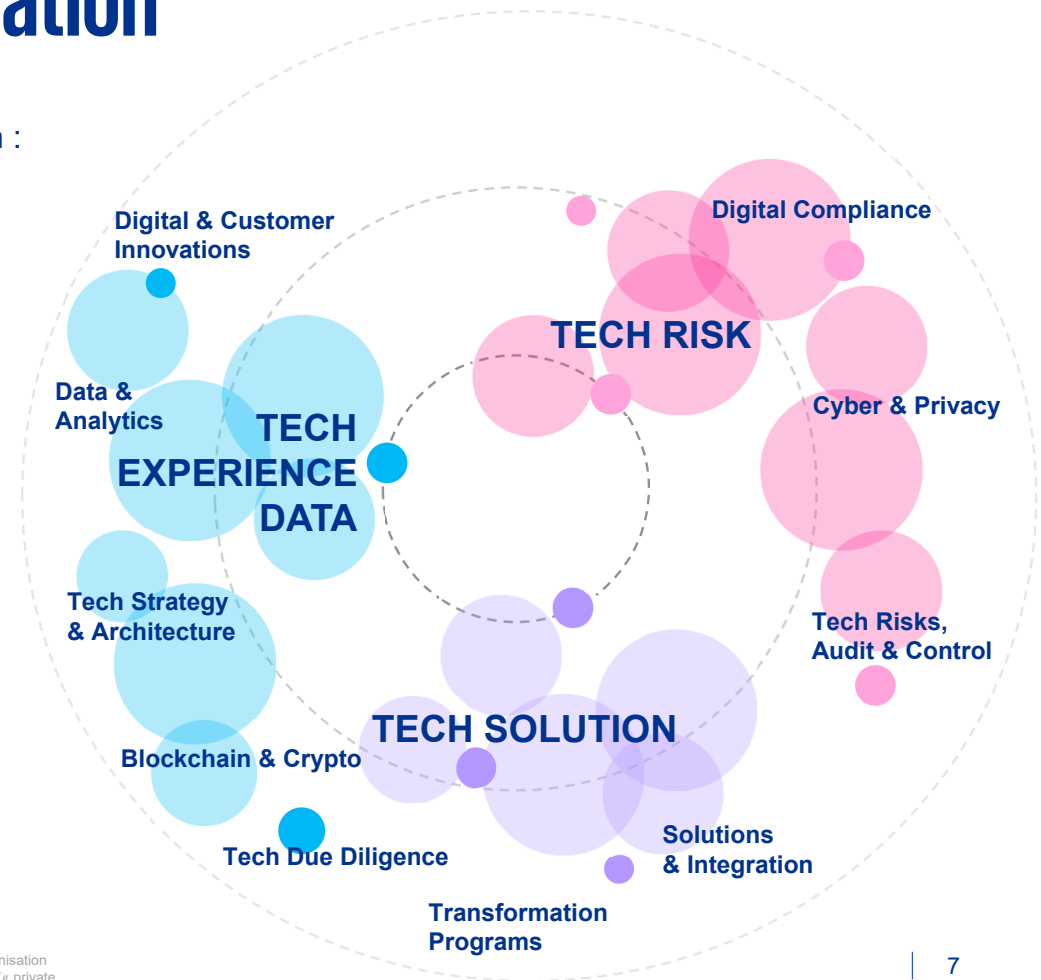 ation
:
Digital & Customer
Innovations
Digital Compliance
TECH RISK
Data &
Analytics
Cyber & Privacy
TECH
EXPERIENCE
DATA
Tech Strategy
& Architecture
Tech Risks,
Audit & Control
TECH SOLUTION
Blockchain & Crypto
Tech Due Diligence
Solutions
& Integration
Transformation
Programs
nisation
« private
7